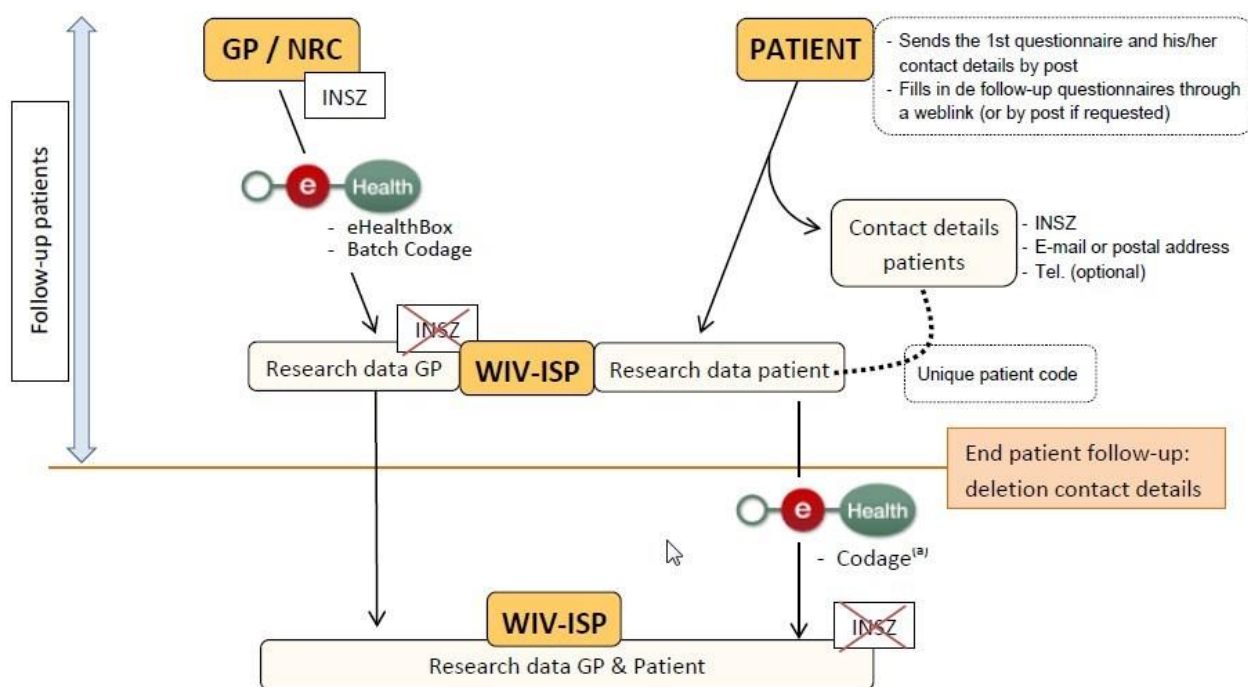 GP / NRC
INSZ
PATIENT
- Sends the 1st questionnaire and his/her
contact details by post
- Fills in de follow-up questionnaires through
a weblink (or by post if requested)
Follow-up patients
e Health
- eHealthBox
- Batch Codage
Contact details
patients
- INSZ
- E-mail or postal address
- Tel. (optional)
INSZ
Research data GP
WIV-ISP
Research data patient
Unique patient code
End patient follow-up:
deletion contact details
e Health
- Codage(a)
WIV-ISP
INSZ
Research data GP & Patient